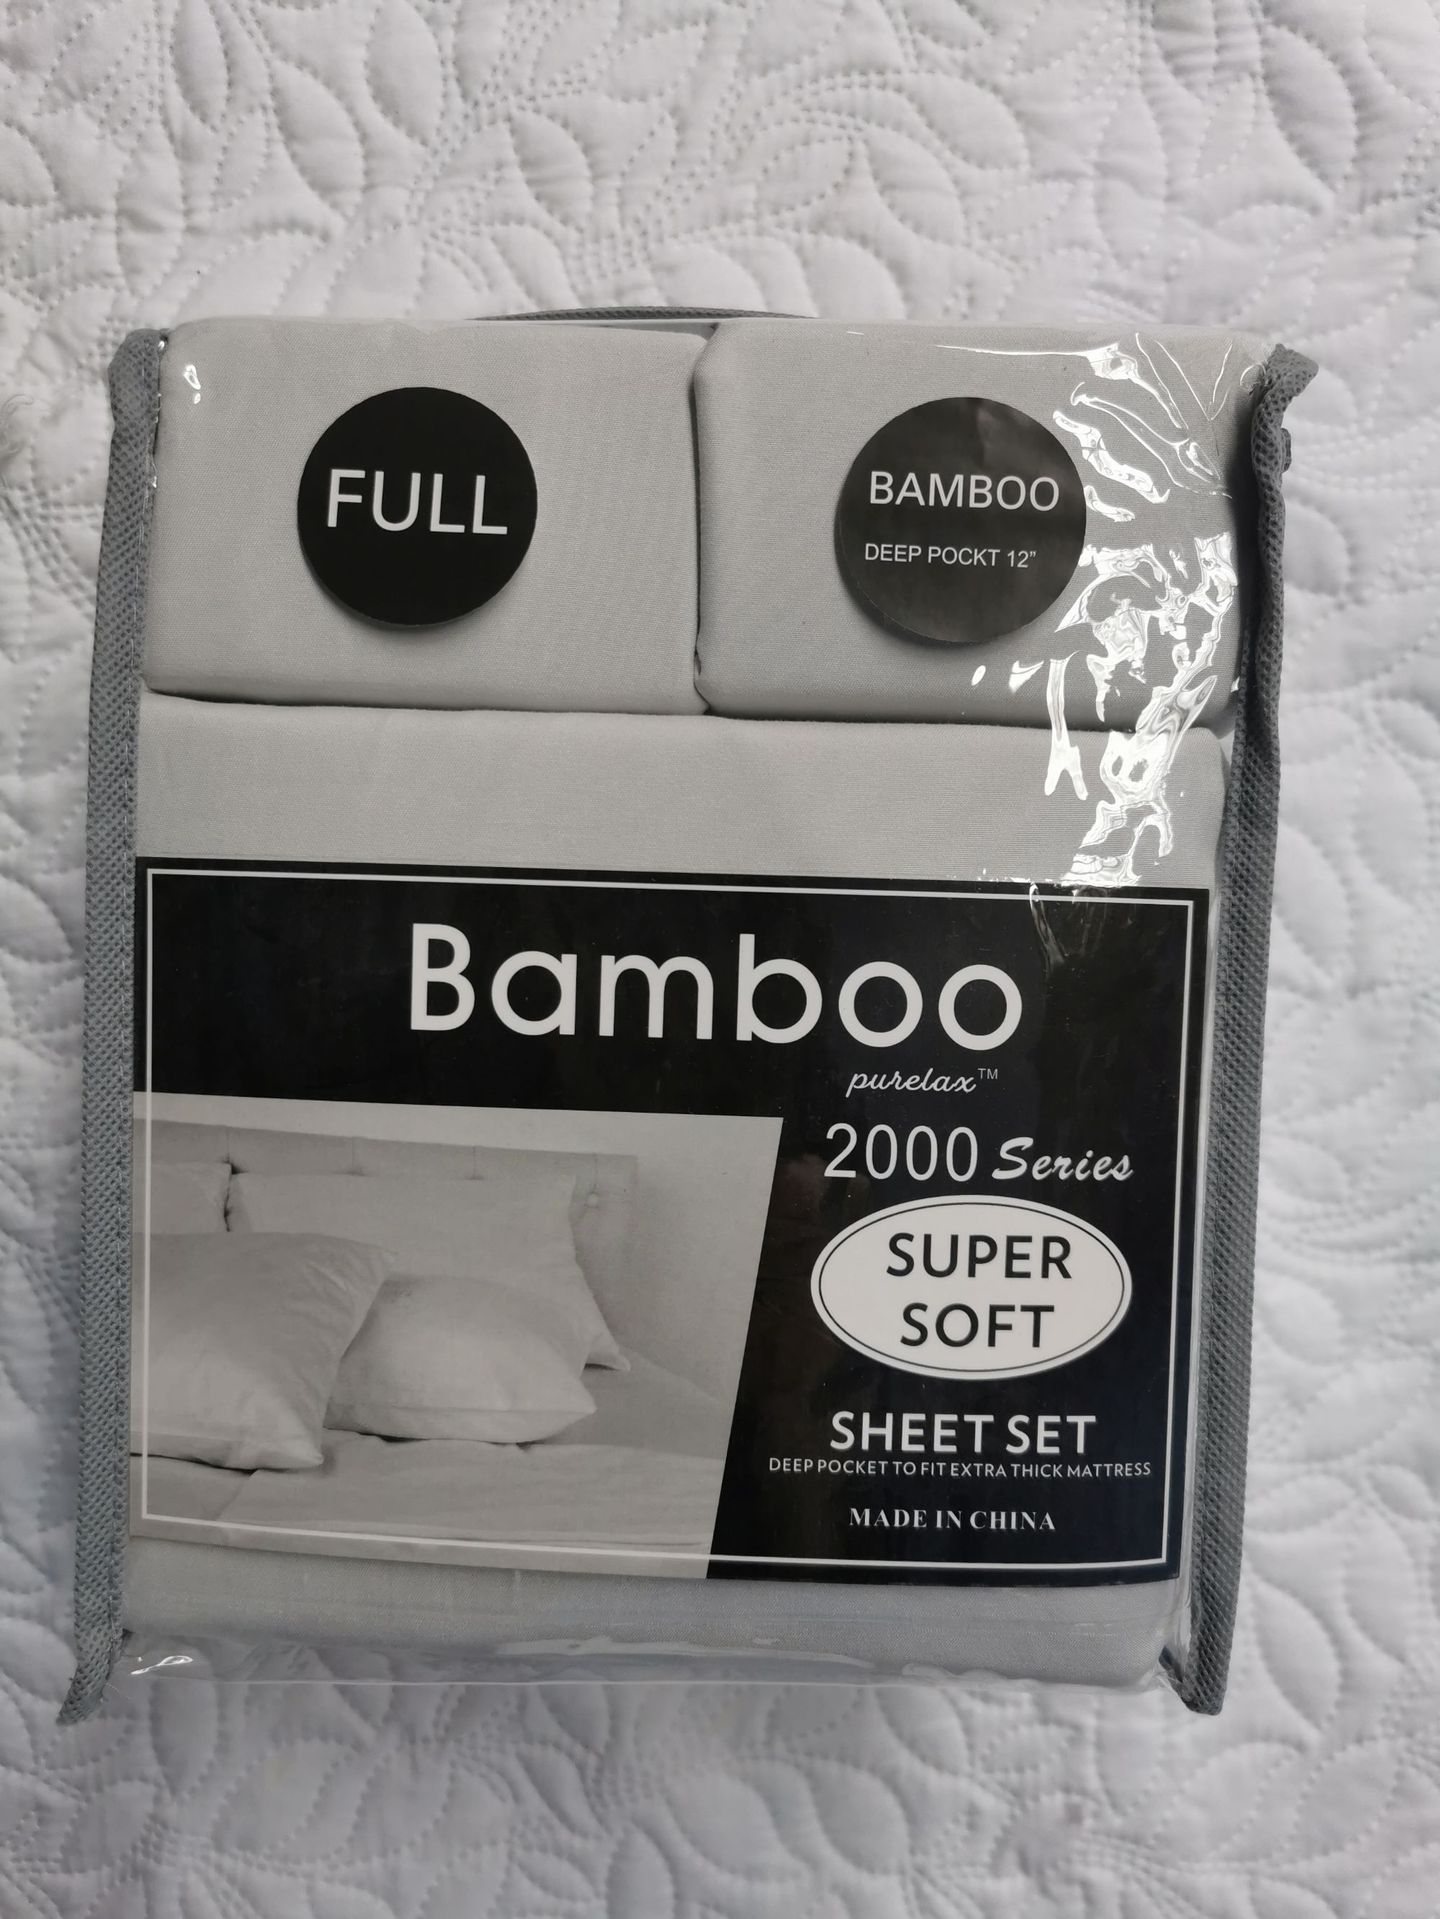 FULL
BAMBOO
DEEP POCKT 12"
Bamboo
purelax™
2000 Series
SUPER
SOFT
SHEET SET
DEEP POCKET TO FIT EXTRA THICK MATTRESS
MADE IN CHINA